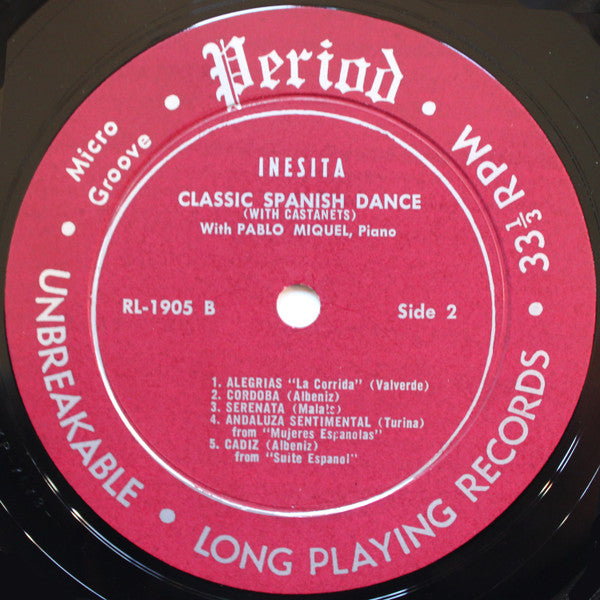 Period
Micro
Groove
33⅓ RPM
UNBREAKABLE
LONG PLAYING RECORDS
INESITA
CLASSIC SPANISH DANCE
(WITH CASTANETS)
With PABLO MIQUEL, Piano
RL-1905 B
Side 2
1. ALEGRIAS "La Corrida" (Valverde)
2. CORDOBA (Albeniz)
3. SERENATA (Malats)
4. ANDALUZA SENTIMENTAL (Turina)
from "Mujeres Espanolas"
5. CADIZ (Albeniz)
from "Suite Espanol"